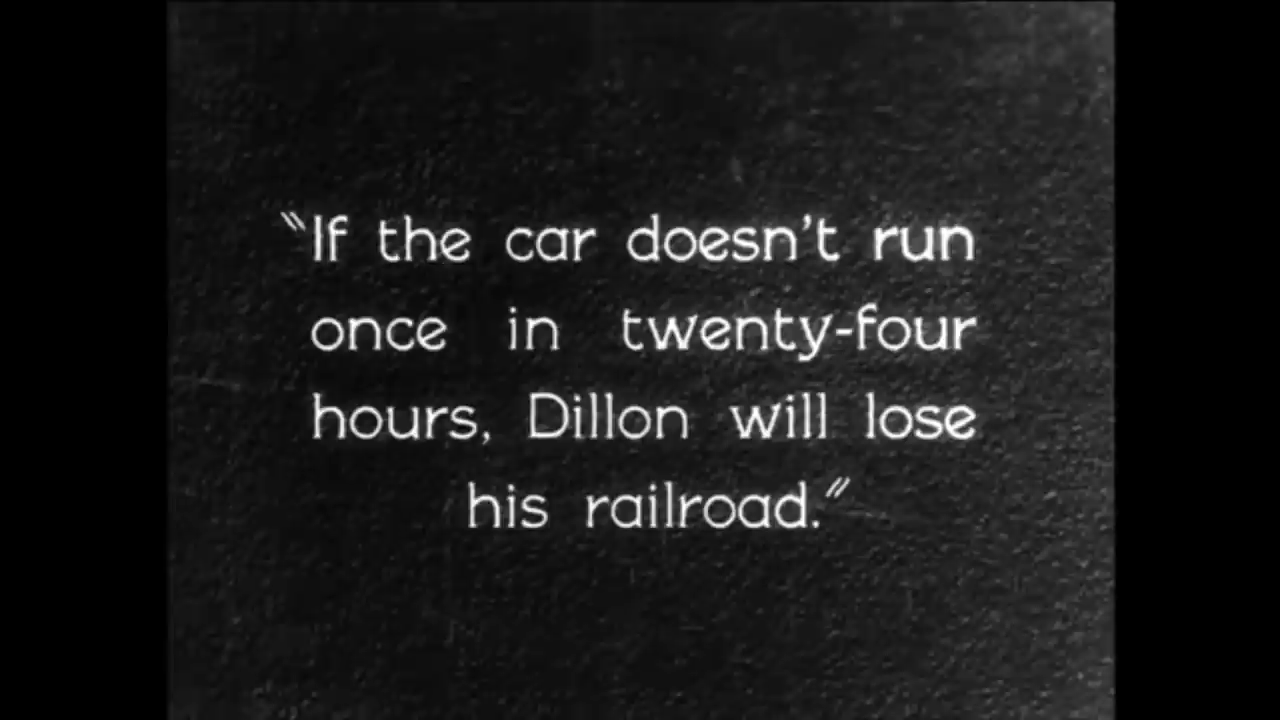 "If the car doesn't run
once in twenty-four
hours, Dillon will lose
his railroad."